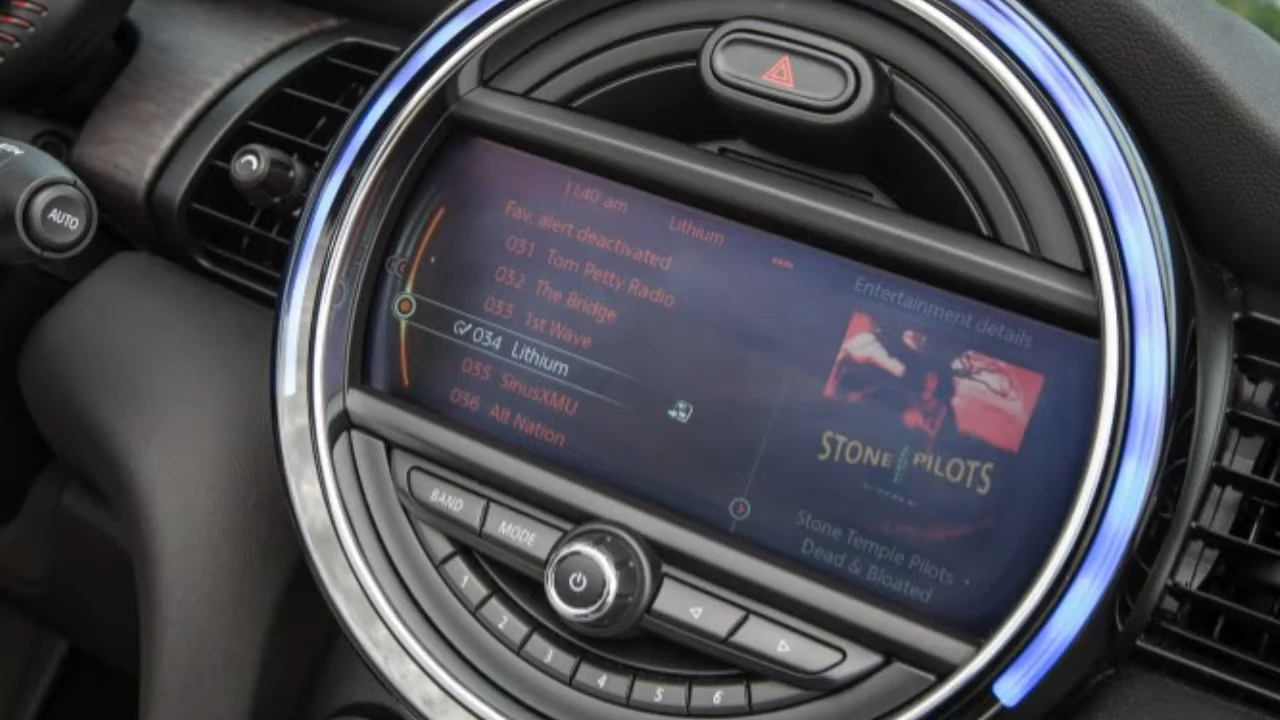 AUTO
11:40 am
Lithium
Fav. alert deactivated
031 Tom Petty Radio
032 The Bridge
033 1st Wave
034 Lithium
035 SiriusXMU
036 Alt Nation
Entertainment details
STONE PILOTS
Stone Temple Pilots
Dead & Bloated
BAND
MODE
1
2
3
4
5
6